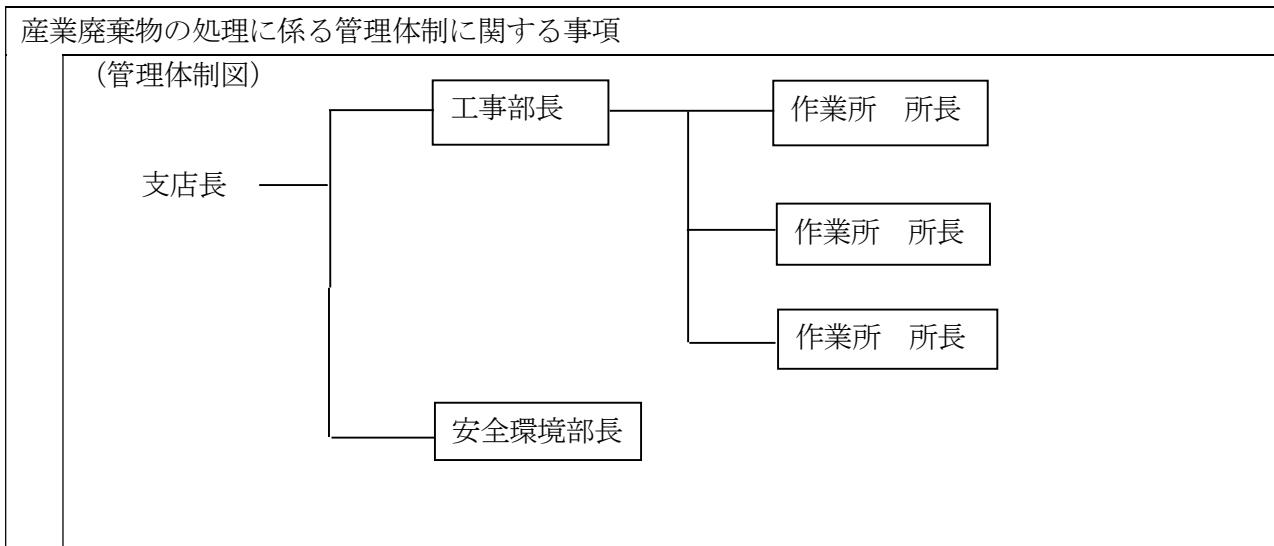 産業廃棄物の処理に係る管理体制に関する事項
（管理体制図）
工事部長
作業所　所長
支店長
作業所　所長
作業所　所長
安全環境部長